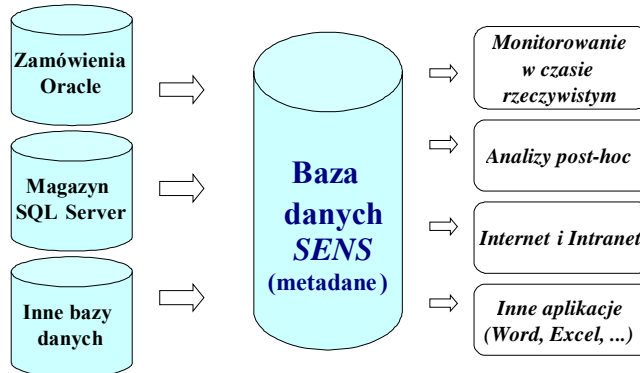 Zamówienia
Oracle
Magazyn
SQL Server
Inne bazy
danych
Baza
danych
SENS
(metadane)
Monitorowanie
w czasie
rzeczywistym
Analizy post-hoc
Internet i Intranet
Inne aplikacje
(Word, Excel, ...)